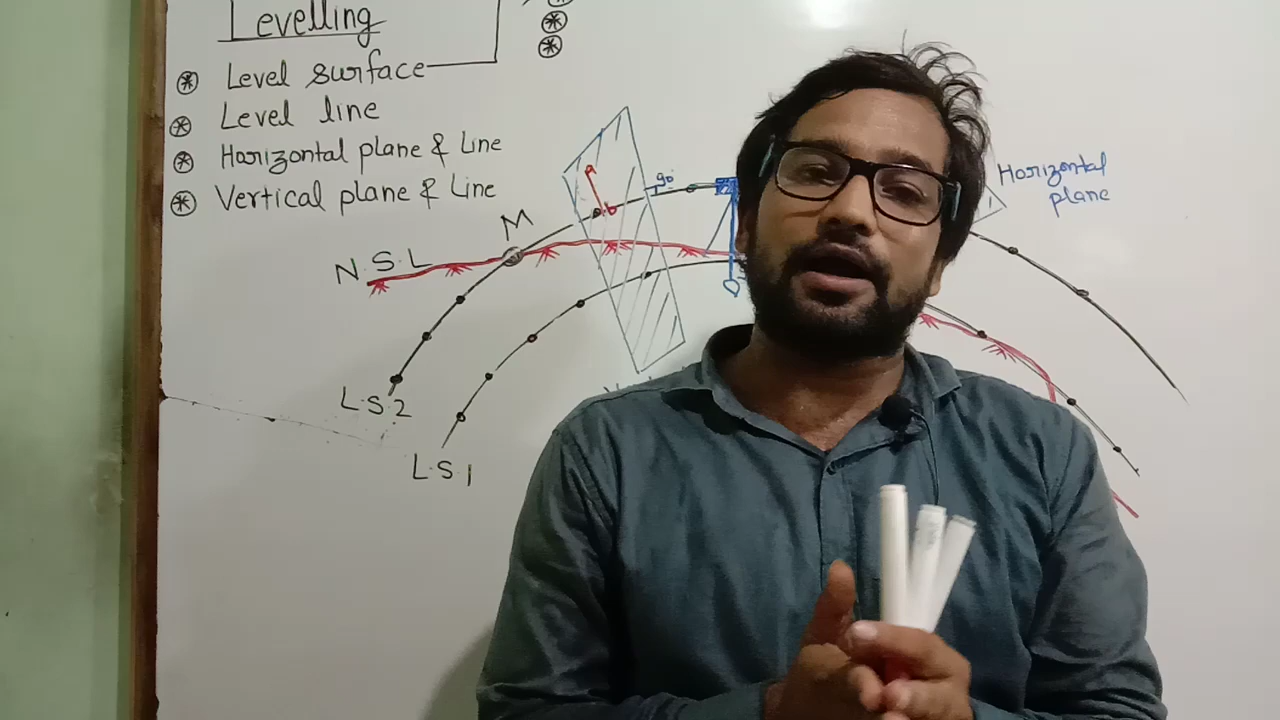 Levelling
Level surface
Level line
Horizontal plane & Line
Vertical plane & Line
Horizontal
plane
90
M
N.S.L
L.S.2
L.S.1